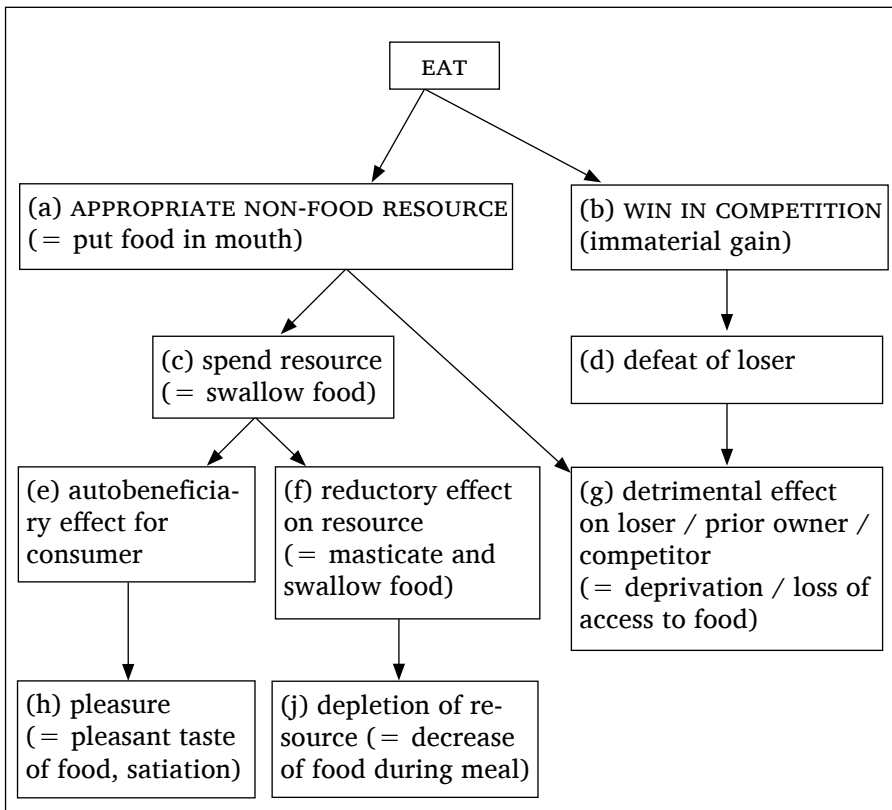 EAT
(a) APPROPRIATE NON-FOOD RESOURCE
(= put food in mouth)
(b) WIN IN COMPETITION
(immaterial gain)
(c) spend resource
(= swallow food)
(d) defeat of loser
(e) autobeneficia-
ry effect for
consumer
(f) reductory effect
on resource
(= masticate and
swallow food)
(g) detrimental effect
on loser / prior owner /
competitor
(= deprivation / loss of
access to food)
(h) pleasure
(= pleasant taste
of food, satiation)
(j) depletion of re-
source (= decrease
of food during meal)